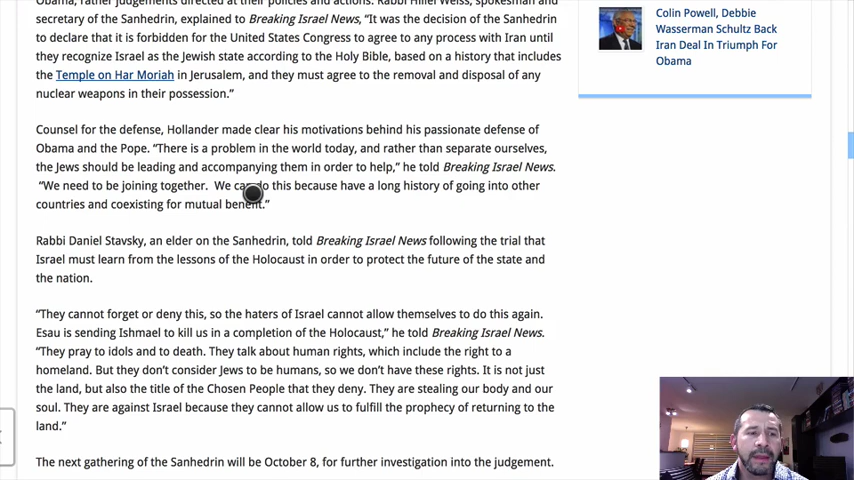 Obama, rather judgements directed at their policies and actions. Rabbi Hillel Weiss, spokesman and
secretary of the Sanhedrin, explained to Breaking Israel News, “It was the decision of the Sanhedrin
to declare that it is forbidden for the United States Congress to agree to any process with Iran until
they recognize Israel as the Jewish state according to the Holy Bible, based on a history that includes
the Temple on Har Moriah in Jerusalem, and they must agree to the removal and disposal of any
nuclear weapons in their possession.”
Counsel for the defense, Hollander made clear his motivations behind his passionate defense of
Obama and the Pope. “There is a problem in the world today, and rather than separate ourselves,
the Jews should be leading and accompanying them in order to help,” he told Breaking Israel News.
“We need to be joining together. We can do this because have a long history of going into other
countries and coexisting for mutual benefit.”
Rabbi Daniel Stavsky, an elder on the Sanhedrin, told Breaking Israel News following the trial that
Israel must learn from the lessons of the Holocaust in order to protect the future of the state and
the nation.
“They cannot forget or deny this, so the haters of Israel cannot allow themselves to do this again.
Esau is sending Ishmael to kill us in a completion of the Holocaust,” he told Breaking Israel News.
“They pray to idols and to death. They talk about human rights, which include the right to a
homeland. But they don’t consider Jews to be humans, so we don’t have these rights. It is not just
the land, but also the title of the Chosen People that they deny. They are stealing our body and our
soul. They are against Israel because they cannot allow us to fulfill the prophecy of returning to the
land.”
The next gathering of the Sanhedrin will be October 8, for further investigation into the judgement.
Colin Powell, Debbie
Wasserman Schultz Back
Iran Deal In Triumph For
Obama